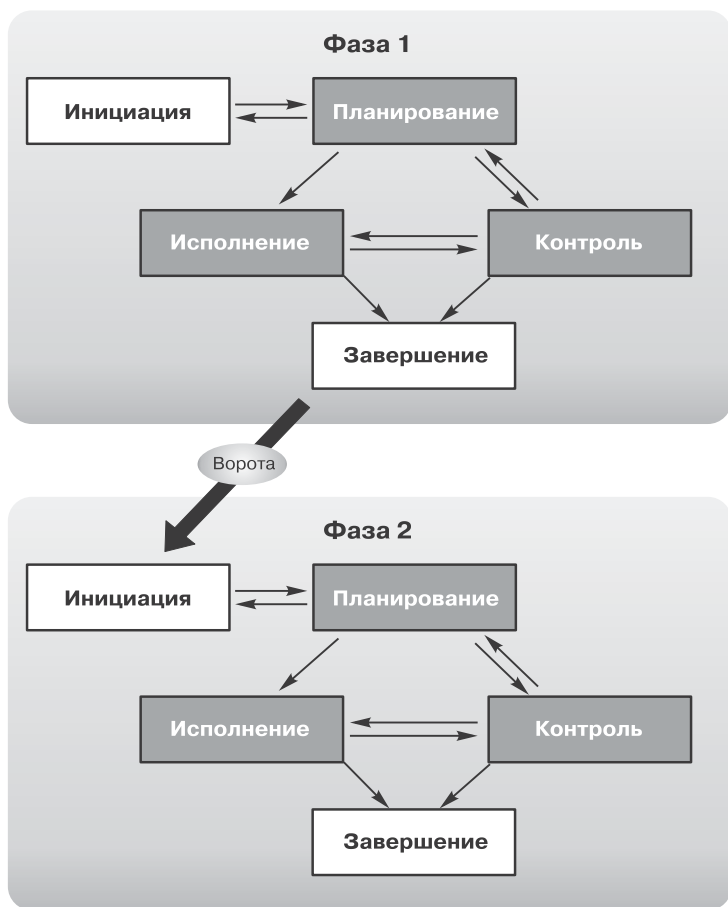 Фаза 1
Инициация
Планирование
Исполнение
Контроль
Завершение
Ворота
Фаза 2
Инициация
Планирование
Исполнение
Контроль
Завершение